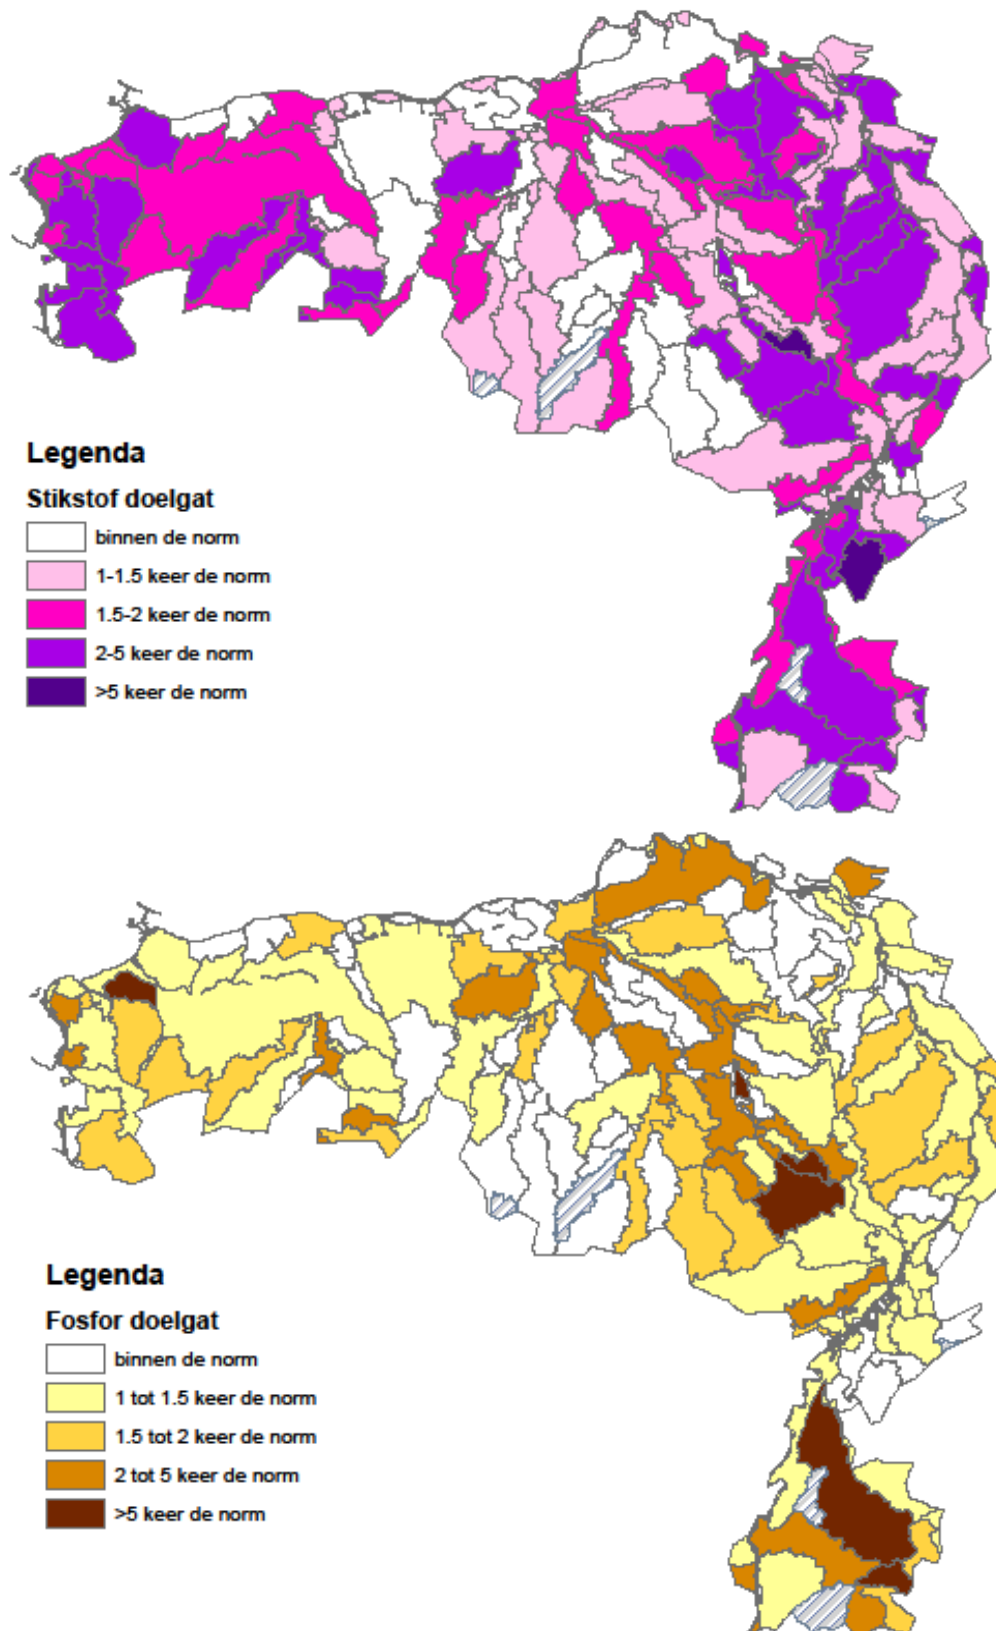 Legenda
Stikstof doelgat
binnen de norm
1-1.5 keer de norm
1.5-2 keer de norm
2-5 keer de norm
>5 keer de norm
Legenda
Fosfor doelgat
binnen de norm
1 tot 1.5 keer de norm
1.5 tot 2 keer de norm
2 tot 5 keer de norm
>5 keer de norm